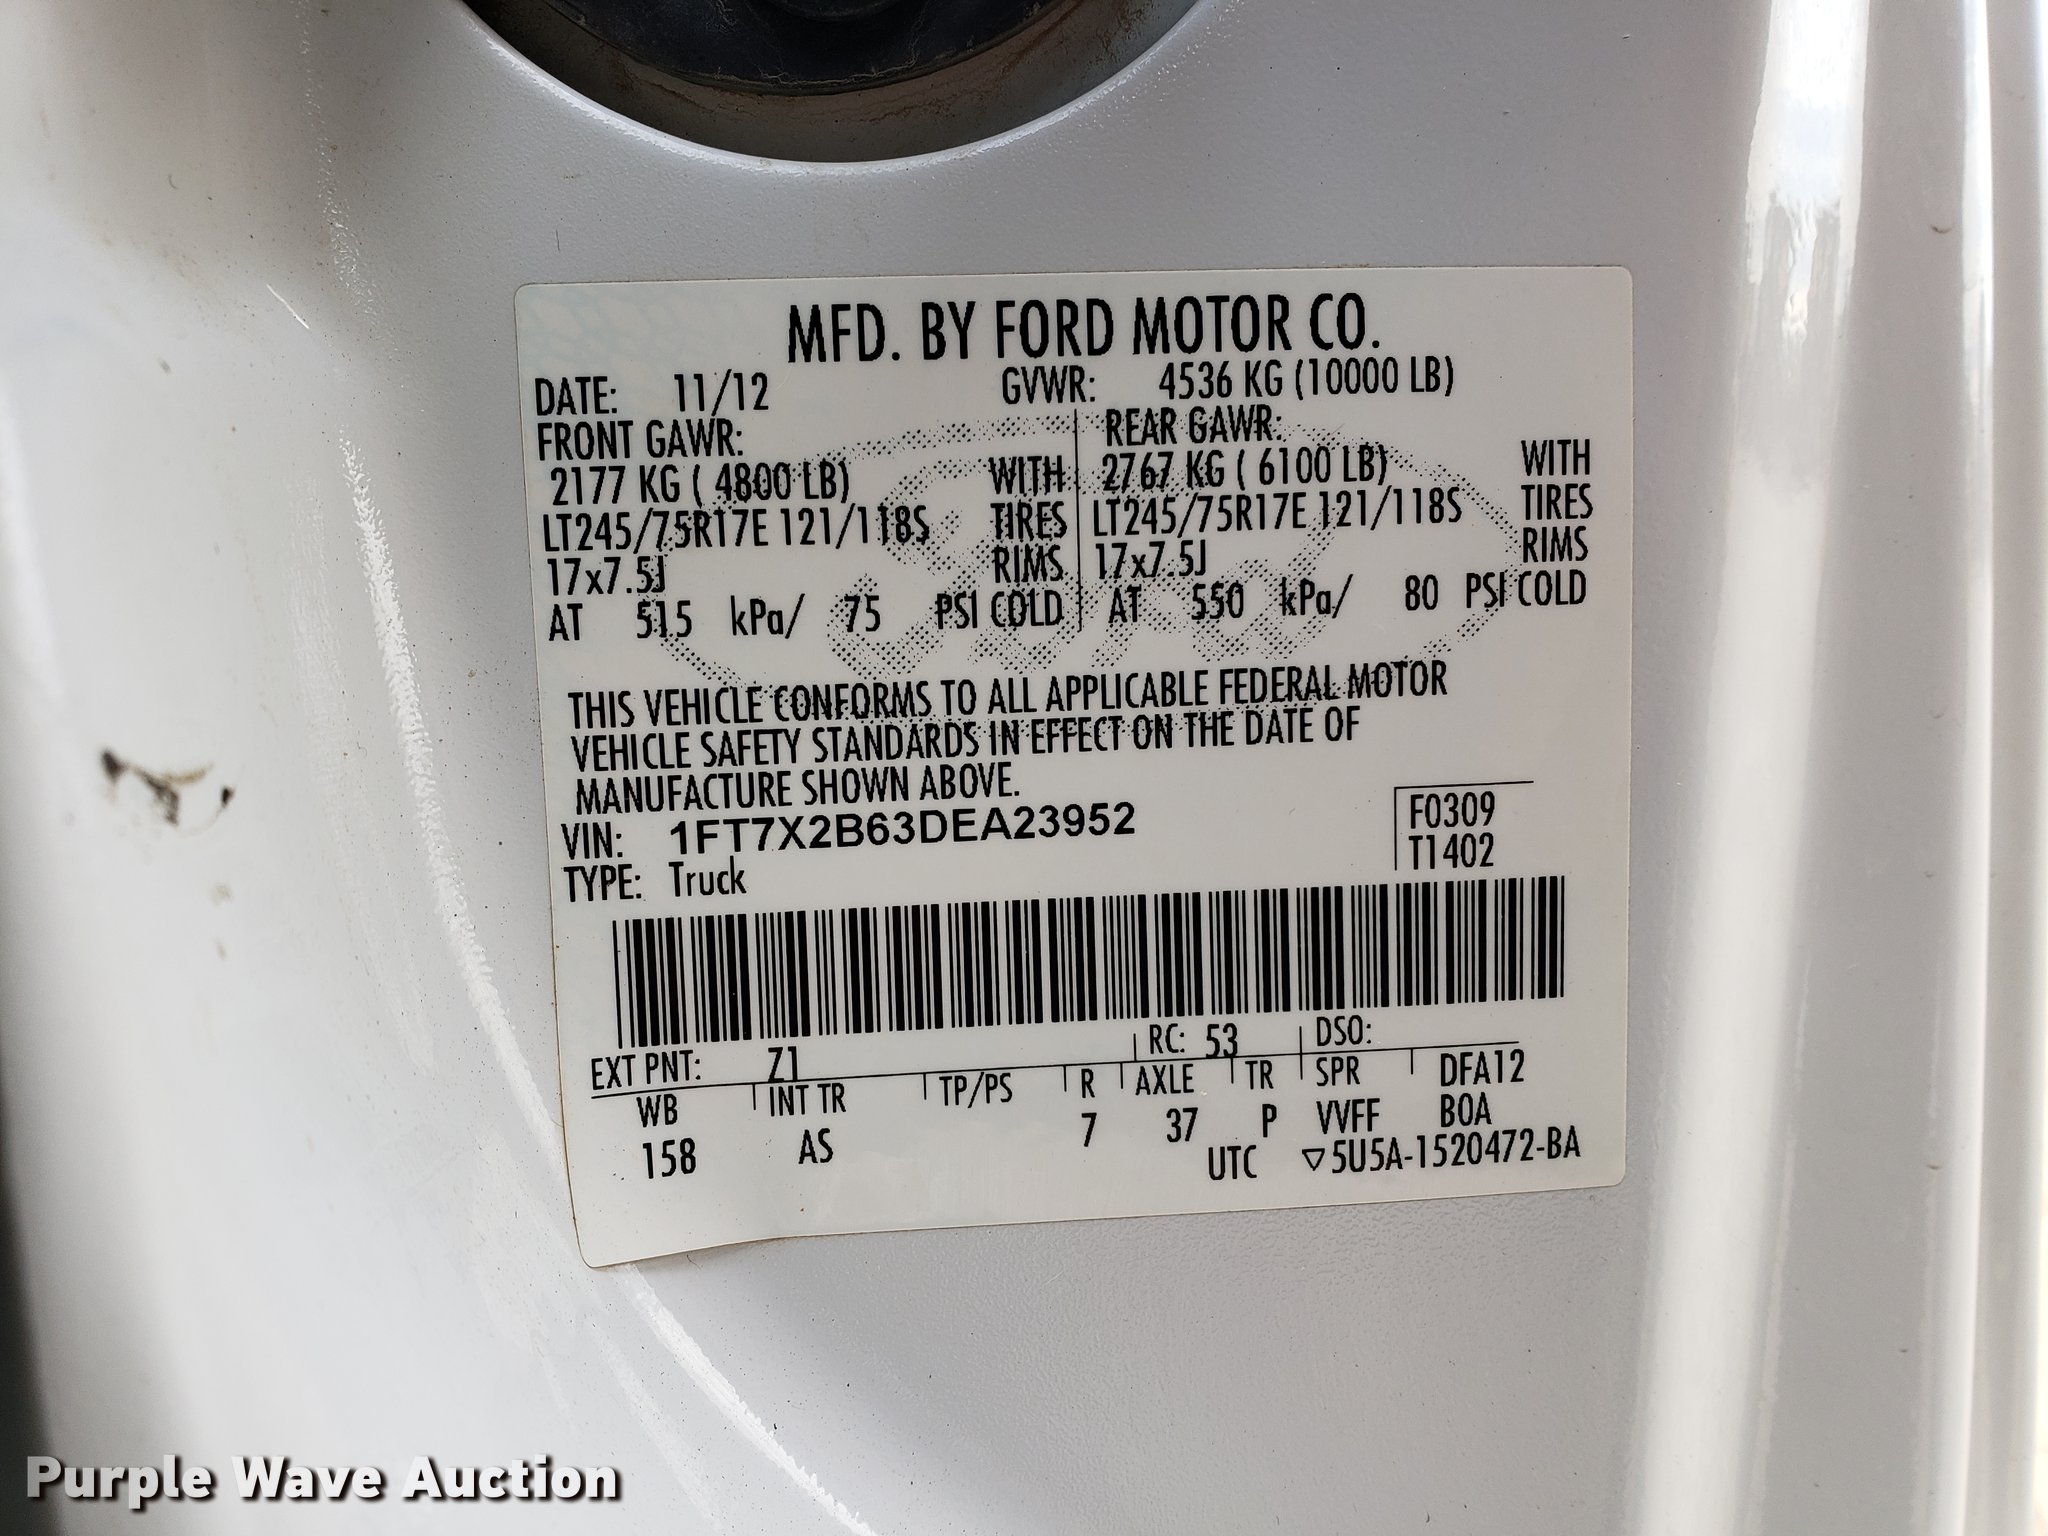 MFD. BY FORD MOTOR CO.
DATE: 11/12 GVWR: 4536 KG (10000 LB)
FRONT GAWR: REAR GAWR:
2177 KG ( 4800 LB) WITH 2767 KG ( 6100 LB) WITH
LT245/75R17E 121/118S TIRES LT245/75R17E 121/118S TIRES
17x7.5J RIMS 17x7.5J RIMS
AT 515 kPa/ 75 PSI COLD AT 550 kPa/ 80 PSI COLD
THIS VEHICLE CONFORMS TO ALL APPLICABLE FEDERAL MOTOR
VEHICLE SAFETY STANDARDS IN EFFECT ON THE DATE OF
MANUFACTURE SHOWN ABOVE.
VIN: 1FT7X2B63DEA23952 F0309
TYPE: Truck T1402
EXT PNT: Z1 RC: 53 DSO:
WB INT TR TP/PS R AXLE TR SPR DFA12
158 AS 7 37 P VVFF BOA
UTC ▽5U5A-1520472-BA
Ford
Purple Wave Auction